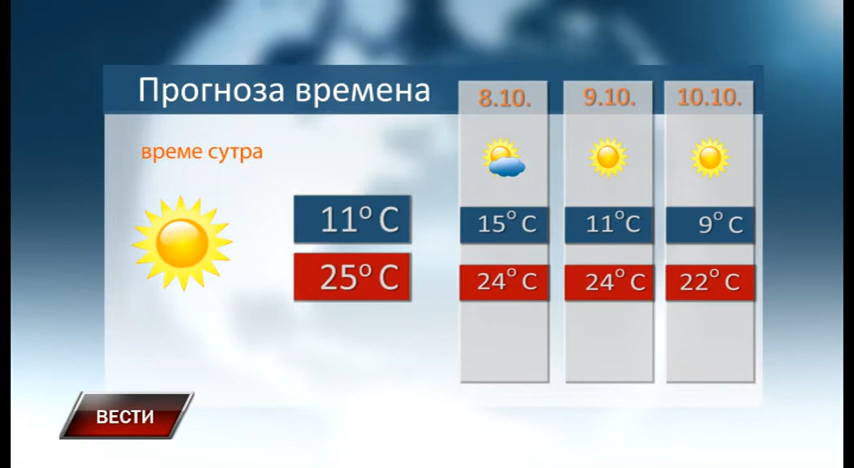 Прогноза времена
време сутра
11° C
25° C
8.10.
15° C
24° C
9.10.
11°C
24° C
10.10.
9° C
22° C
ВЕСТИ